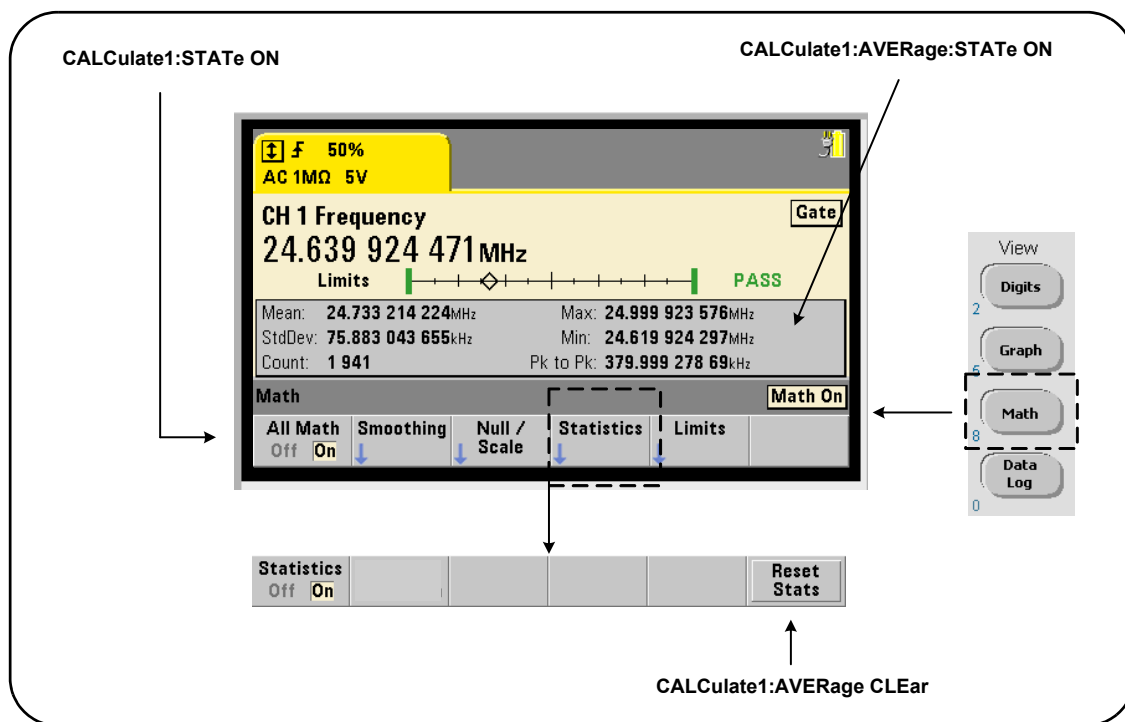 CALCulate1:STATe ON
CALCulate1:AVERage:STATe ON
50%
AC 1MΩ 5V
CH 1 Frequency
Gate
24.639 924 471 MHz
Limits
PASS
Mean: 24.733 214 224MHz
Max: 24.999 923 576MHz
StdDev: 75.883 043 655kHz
Min: 24.619 924 297MHz
Count: 1 941
Pk to Pk: 379.999 278 69kHz
Math
Math On
All Math
Off On
Smoothing
Null /
Scale
Statistics
Limits
View
Digits
2
Graph
Math
8
Data
Log
0
Statistics
Off On
Reset
Stats
CALCulate1:AVERage CLEar